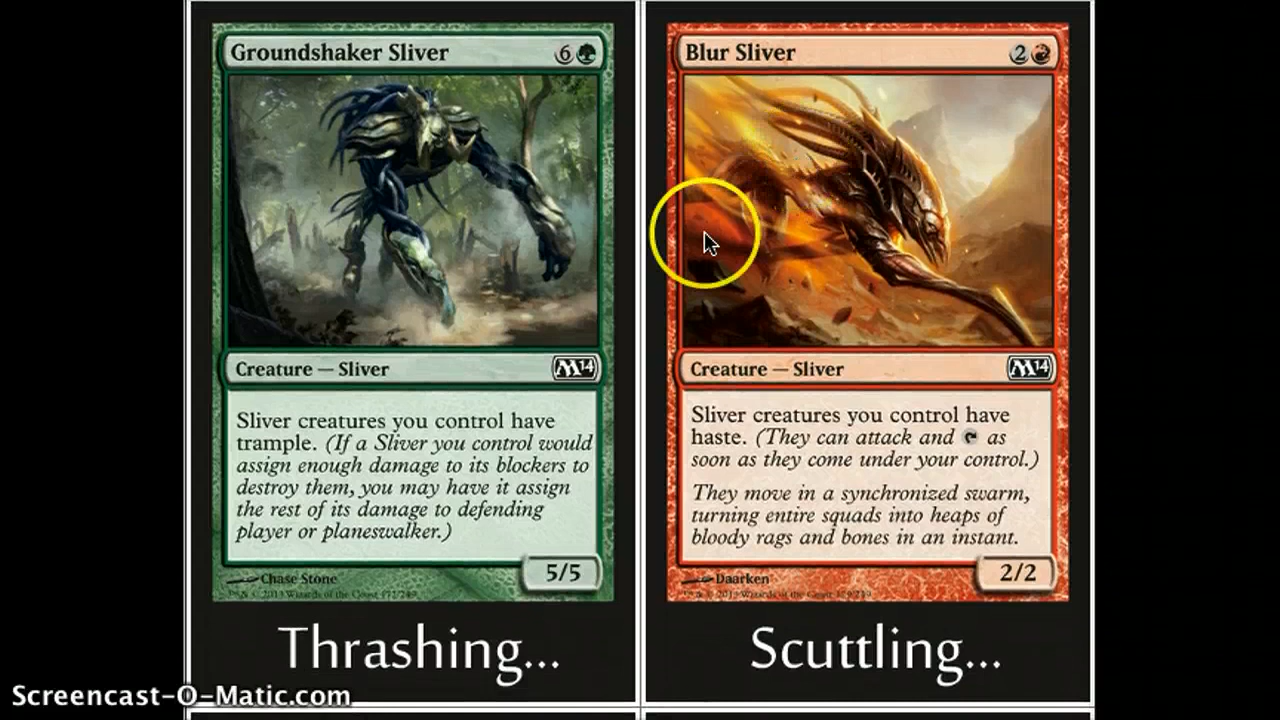 Groundshaker Sliver 6
Creature — Sliver M14
Sliver creatures you control have
trample. (If a Sliver you control would
assign enough damage to its blockers to
destroy them, you may have it assign
the rest of its damage to defending
player or planeswalker.)
5/5
Chase Stone
Thrashing...
Blur Sliver 2
Creature — Sliver M14
Sliver creatures you control have
haste. (They can attack and as
soon as they come under your control.)
They move in a synchronized swarm,
turning entire squads into heaps of
bloody rags and bones in an instant.
2/2
Daarken
Scuttling...
Screencast-O-Matic.com